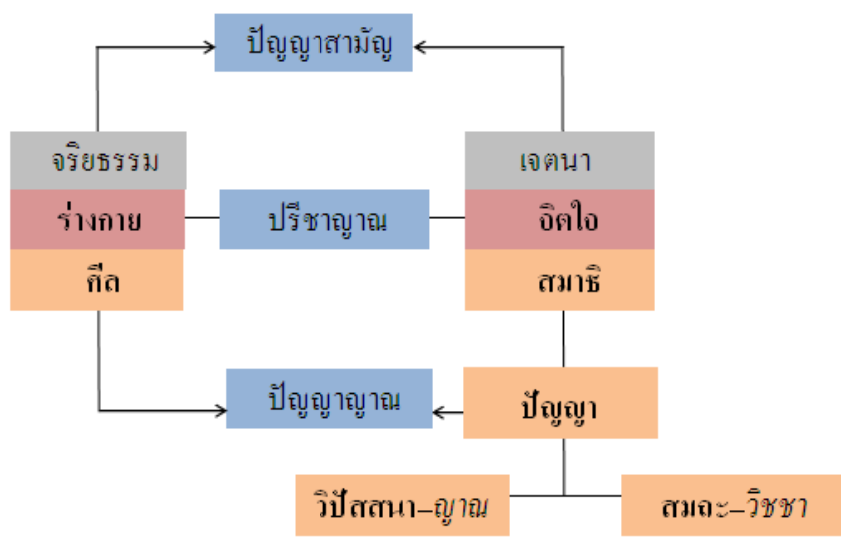 ปัญญาสามัญ
จริยธรรม
เจตนา
ร่างกาย
ปรีชาญาณ
จิตใจ
ศีล
สมาธิ
ปัญญาญาณ
ปัญญา
วิปัสสนา–ญาณ
สมถะ–วิชชา